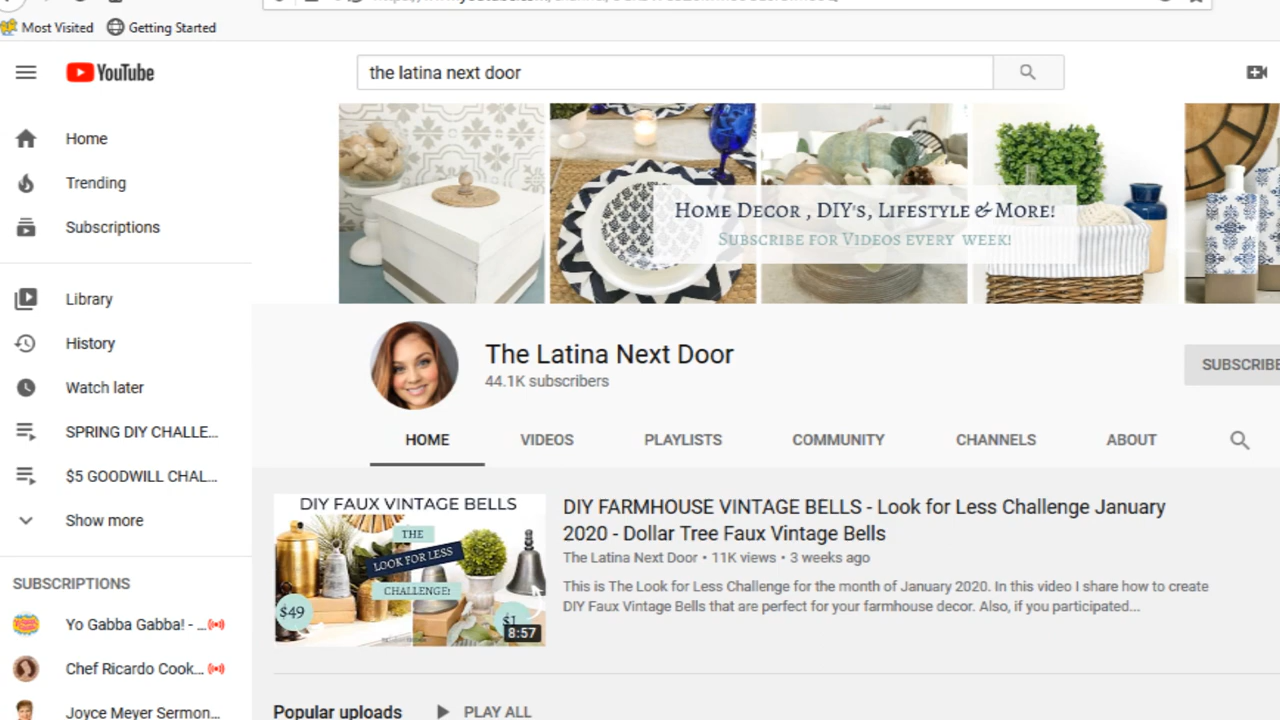 Most Visited Getting Started
YouTube
the latina next door
Home
Trending
Subscriptions
Library
History
Watch later
SPRING DIY CHALLE...
$5 GOODWILL CHAL...
Show more
SUBSCRIPTIONS
Yo Gabba Gabba! - ...
Chef Ricardo Cook...
Joyce Meyer Sermon...
HOME DECOR , DIY'S, LIFESTYLE & MORE!
SUBSCRIBE FOR VIDEOS EVERY WEEK!
The Latina Next Door
44.1K subscribers
SUBSCRIBE
HOME VIDEOS PLAYLISTS COMMUNITY CHANNELS ABOUT
DIY FAUX VINTAGE BELLS
THE
LOOK FOR LESS
CHALLENGE!
$49
$1
8:57
DIY FARMHOUSE VINTAGE BELLS - Look for Less Challenge January
2020 - Dollar Tree Faux Vintage Bells
The Latina Next Door • 11K views • 3 weeks ago
This is The Look for Less Challenge for the month of January 2020. In this video I share how to create
DIY Faux Vintage Bells that are perfect for your farmhouse decor. Also, if you participated...
Popular uploads PLAY ALL